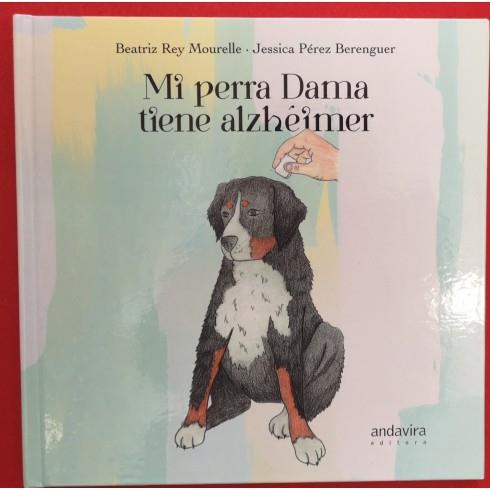 Beatriz Rey Mourelle · Jessica Pérez Berenguer
Mi perra Dama
tiene alzhéimer
andavira
editora